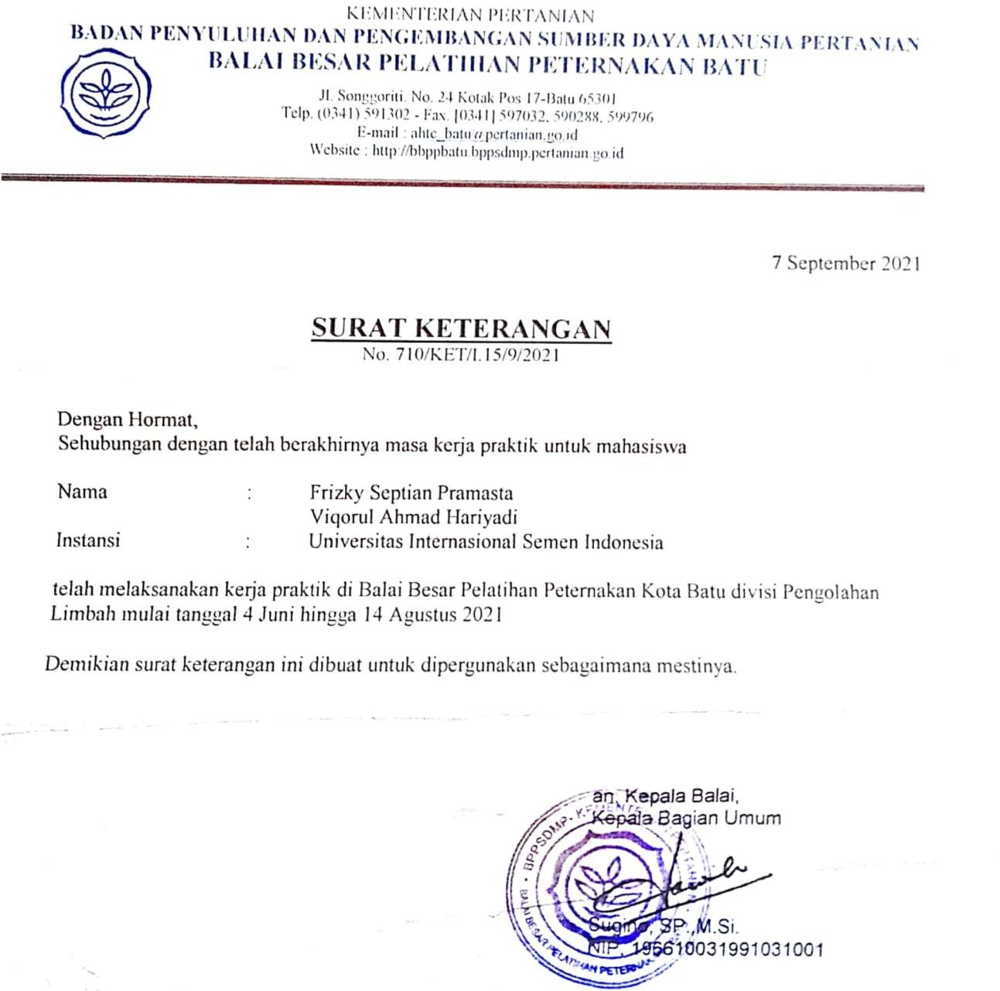 KEMENTERIAN PERTANIAN
BADAN PENYULUHAN DAN PENGEMBANGAN SUMBER DAYA MANUSIA PERTANIAN
BALAI BESAR PELATIHAN PETERNAKAN BATU
Jl. Songgoriti. No. 24 Kotak Pos 17-Batu 65301
Telp. (0341) 591302 - Fax. [0341] 597032, 590288, 599796
E-mail : ahtc_batu@pertanian.go.id
Website : http://bbppbatu.bppsdmp.pertanian.go.id
7 September 2021
SURAT KETERANGAN
No. 710/KET/I.15/9/2021
Dengan Hormat,
Sehubungan dengan telah berakhirnya masa kerja praktik untuk mahasiswa
Nama : Frizky Septian Pramasta
Viqorul Ahmad Hariyadi
Instansi : Universitas Internasional Semen Indonesia
telah melaksanakan kerja praktik di Balai Besar Pelatihan Peternakan Kota Batu divisi Pengolahan
Limbah mulai tanggal 4 Juni hingga 14 Agustus 2021
Demikian surat keterangan ini dibuat untuk dipergunakan sebagaimana mestinya.
an. Kepala Balai,
Kepala Bagian Umum
BPPSDMP - KEMENTERIAN PERTANIAN
BALAI BESAR PELATIHAN PETERNAKAN
Sugino, SP.,M.Si.
NIP. 196610031991031001